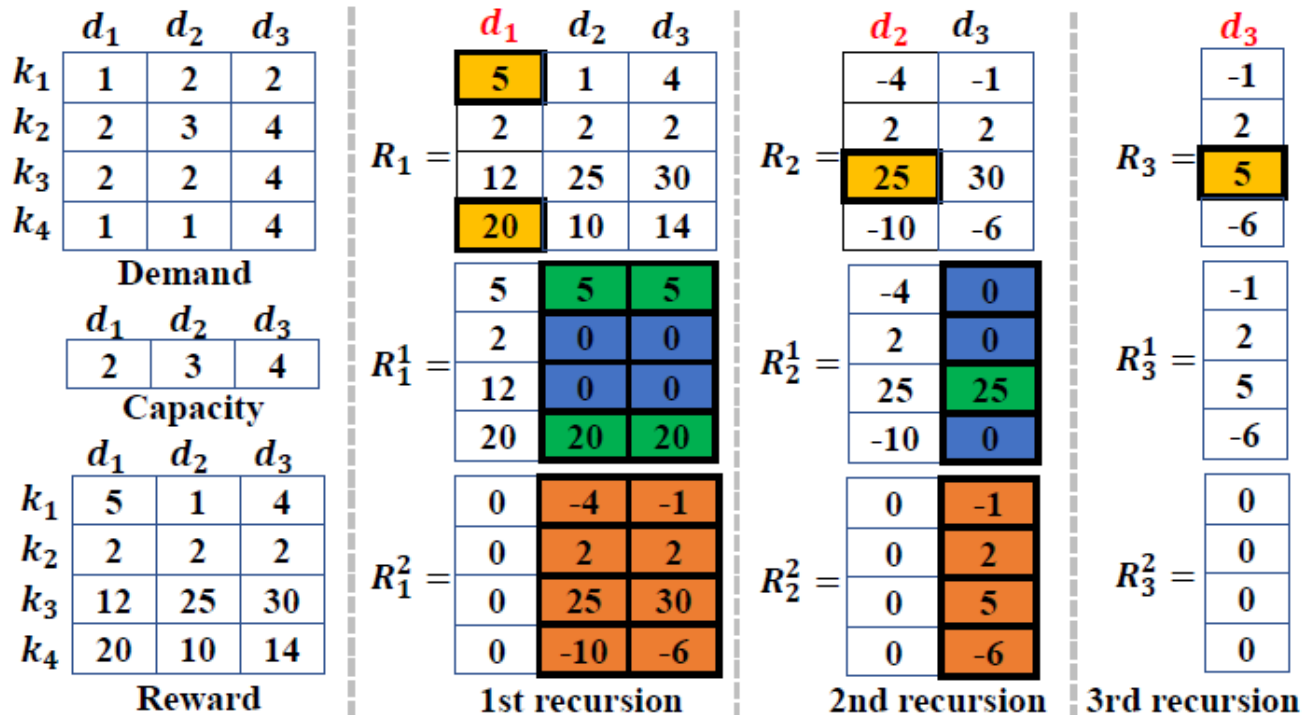 d₁ d₂ d₃
k₁ 1 2 2
k₂ 2 3 4
k₃ 2 2 4
k₄ 1 1 4
Demand
d₁ d₂ d₃
2 3 4
Capacity
d₁ d₂ d₃
k₁ 5 1 4
k₂ 2 2 2
k₃ 12 25 30
k₄ 20 10 14
Reward
d₁ d₂ d₃
R₁ =
5 1 4
2 2 2
12 25 30
20 10 14
R₁¹ =
5 5 5
2 0 0
12 0 0
20 20 20
R₁² =
0 -4 -1
0 2 2
0 25 30
0 -10 -6
1st recursion
d₂ d₃
R₂ =
-4 -1
2 2
25 30
-10 -6
R₂¹ =
-4 0
2 0
25 25
-10 0
R₂² =
0 -1
0 2
0 5
0 -6
2nd recursion
d₃
R₃ =
-1
2
5
-6
R₃¹ =
-1
2
5
-6
R₃² =
0
0
0
0
3rd recursion